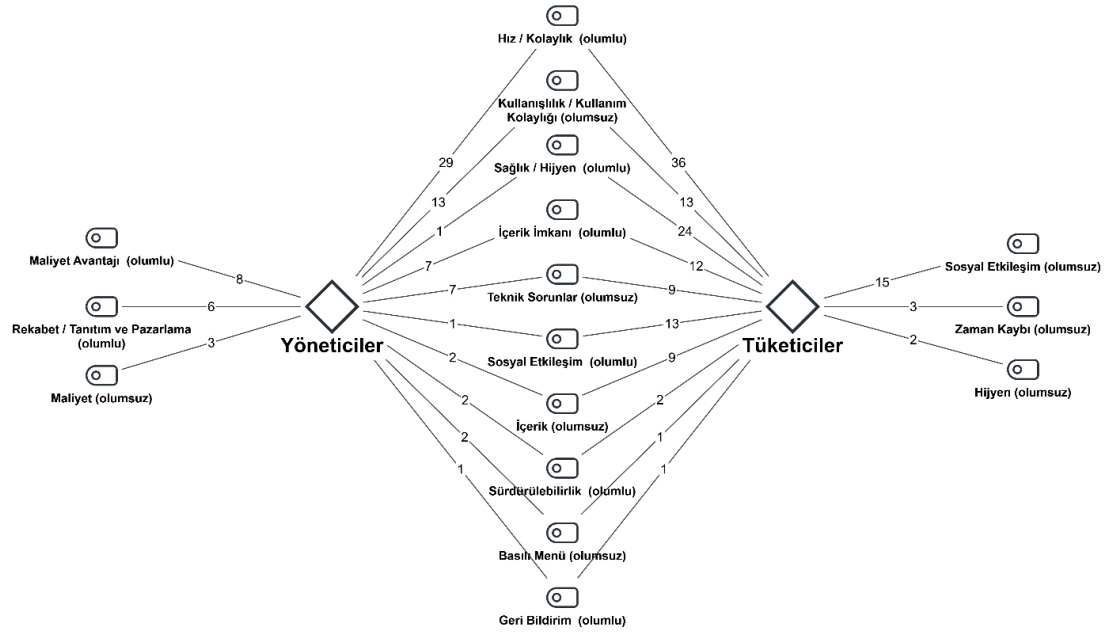 Hız / Kolaylık (olumlu)
Kullanışlılık / Kullanım
Kolaylığı (olumsuz)
29
36
Sağlık / Hijyen (olumlu)
13
13
1
24
İçerik İmkanı (olumlu)
7
12
Maliyet Avantajı (olumlu)
8
Sosyal Etkileşim (olumsuz)
15
Teknik Sorunlar (olumsuz)
7
9
Rekabet / Tanıtım ve Pazarlama
(olumlu)
6
Zaman Kaybı (olumsuz)
3
Yöneticiler
Tüketiciler
1
13
Sosyal Etkileşim (olumlu)
3
Maliyet (olumsuz)
2
Hijyen (olumsuz)
2
9
İçerik (olumsuz)
2
2
Sürdürülebilirlik (olumlu)
2
1
Basılı Menü (olumsuz)
1
1
Geri Bildirim (olumlu)